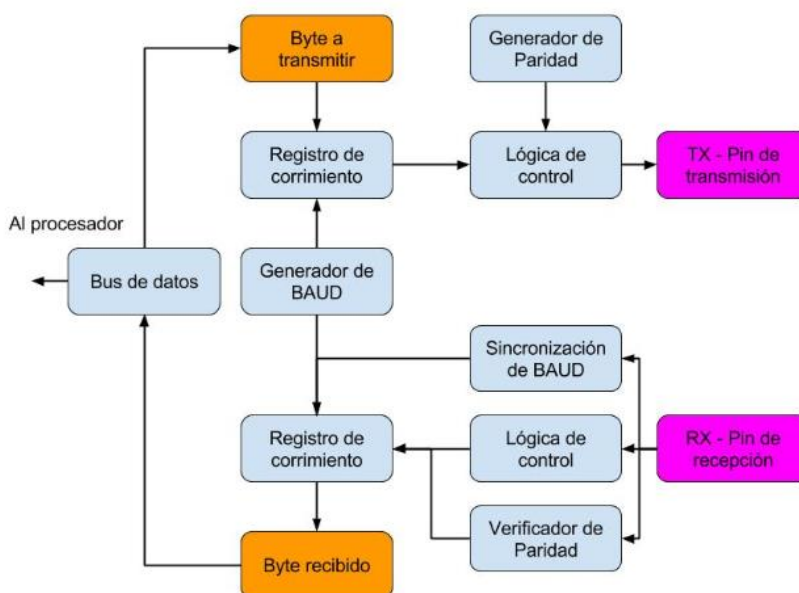 Byte a
transmitir
Generador de
Paridad
Registro de
corrimiento
Lógica de
control
TX - Pin de
transmisión
Al procesador
Bus de datos
Generador de
BAUD
Sincronización
de BAUD
Registro de
corrimiento
Lógica de
control
RX - Pin de
recepción
Verificador de
Paridad
Byte recibido